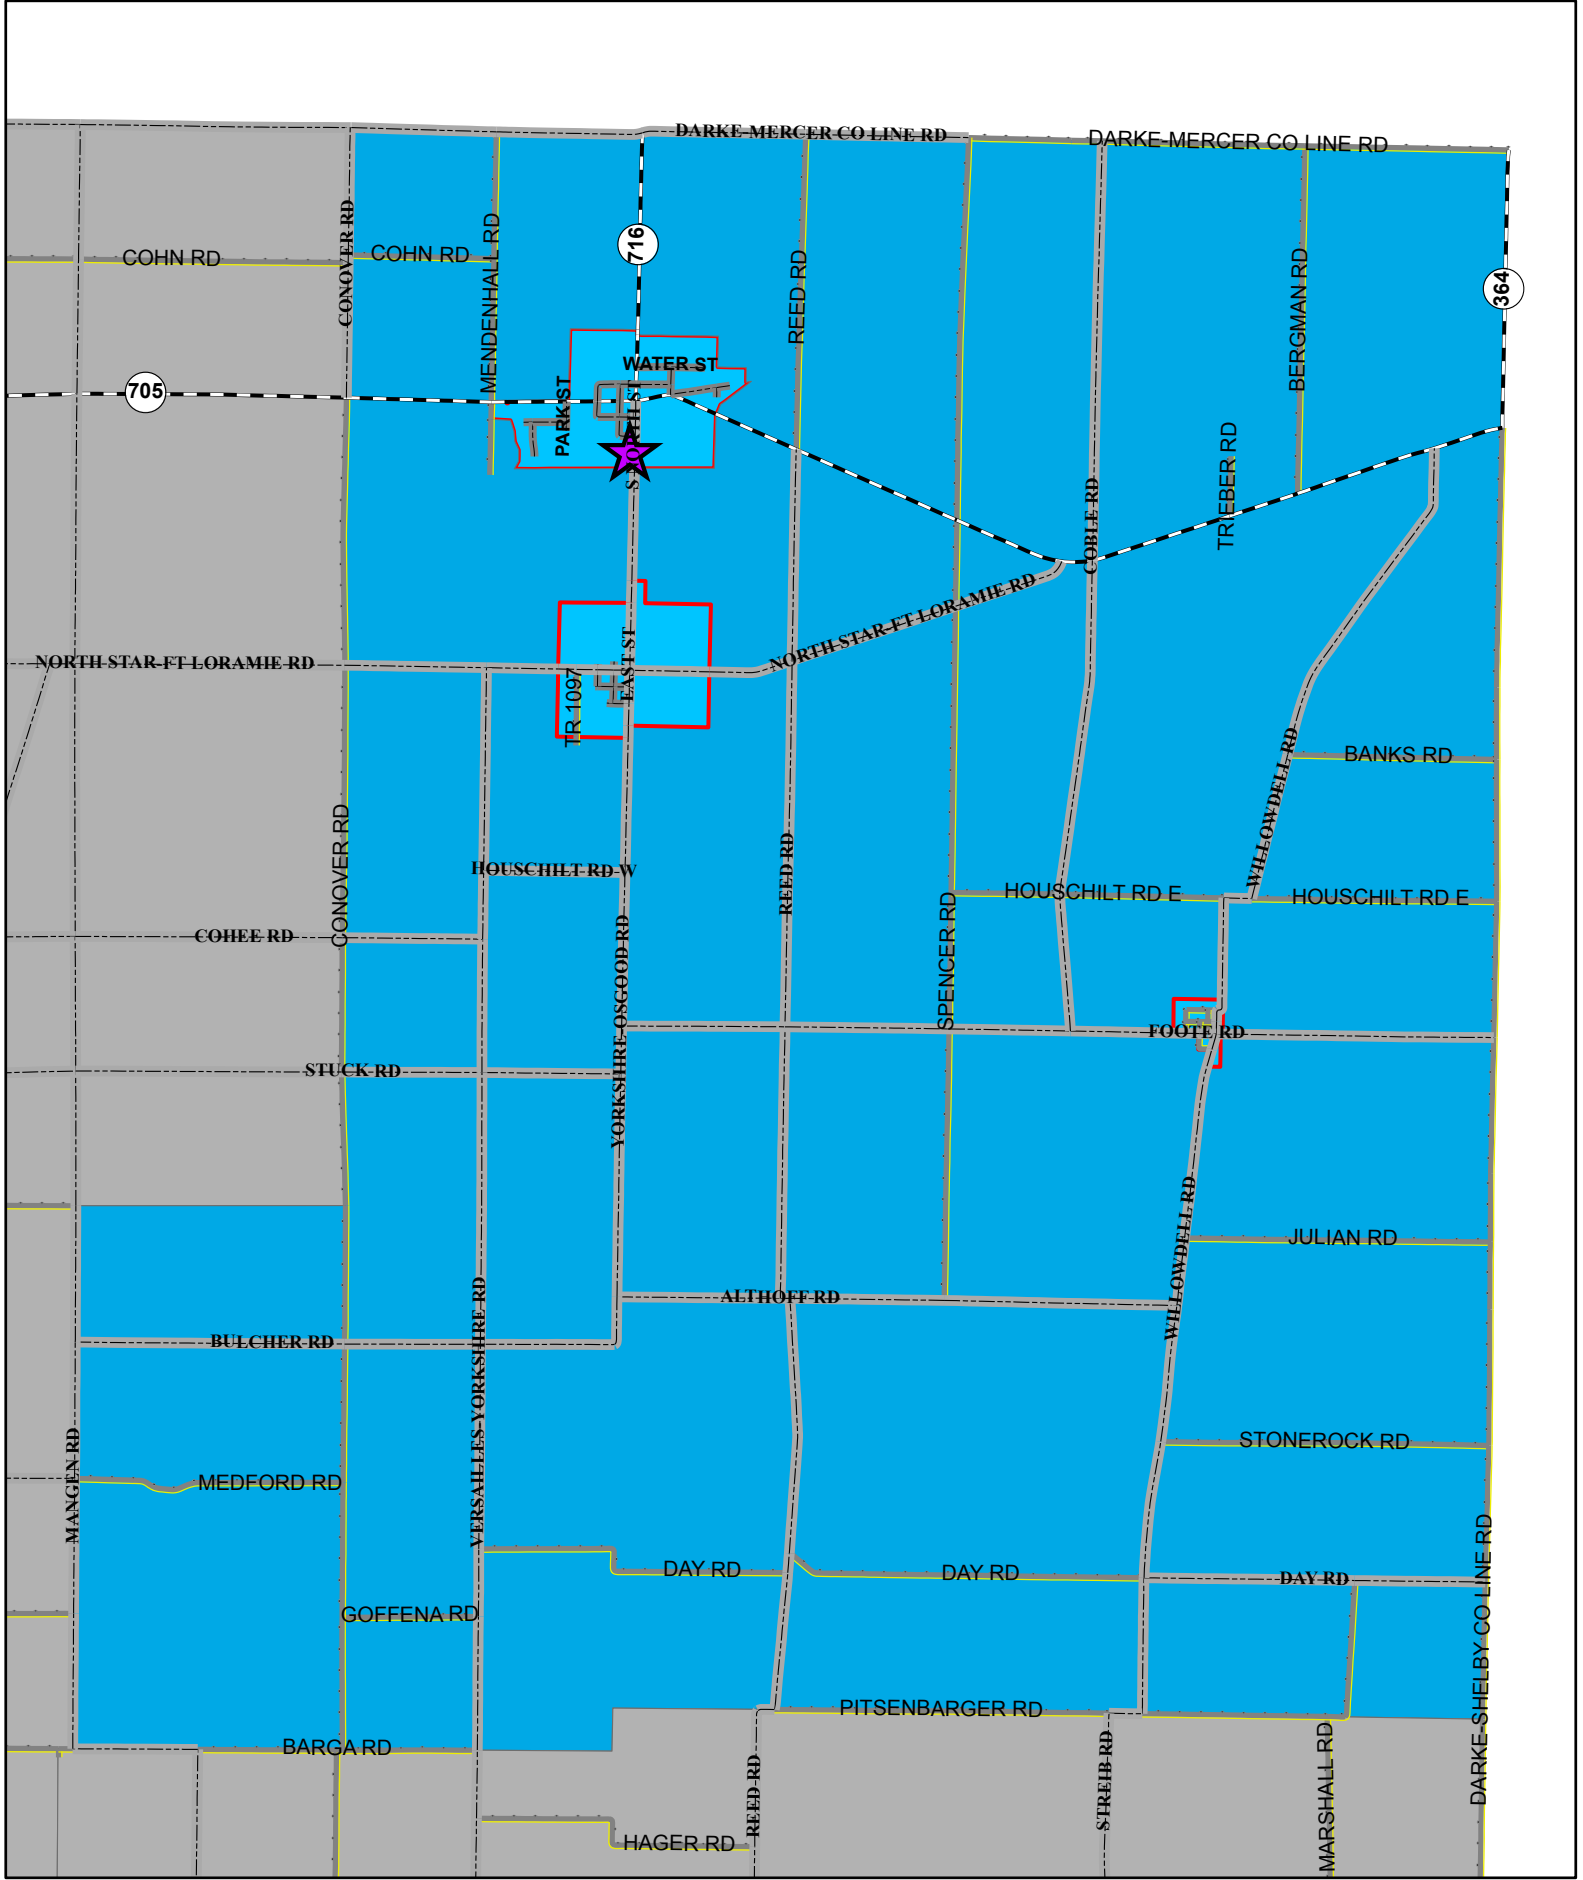 DARKE-MERCER CO LINE RD
DARKE-MERCER CO LINE RD
COHN RD
CONOVER RD
COHN RD
MENDENHALL RD
716
REED RD
BERGMAN RD
364
705
WATER ST
PARK ST
S NORTH ST
COBLE RD
TRIEBER RD
NORTH STAR-FT LORAMIE RD
EAST ST
TR 1097
NORTH STAR-FT LORAMIE RD
WILLOWDELL RD
BANKS RD
CONOVER RD
HOUSCHILT RD W
REED RD
SPENCER RD
HOUSCHILT RD E
HOUSCHILT RD E
COHEE RD
YORKSHIRE-OSGOOD RD
FOOTE RD
STUCK RD
WILLOWDELL RD
JULIAN RD
ALTHOFF RD
BULCHER RD
VERSAILLES-YORKSHIRE RD
STONEROCK RD
MANGEN RD
MEDFORD RD
DAY RD
DAY RD
DAY RD
DARKE-SHELBY CO LINE RD
GOFFENA RD
PITSENBARGER RD
BARGA RD
REED RD
STREIB RD
MARSHALL RD
HAGER RD